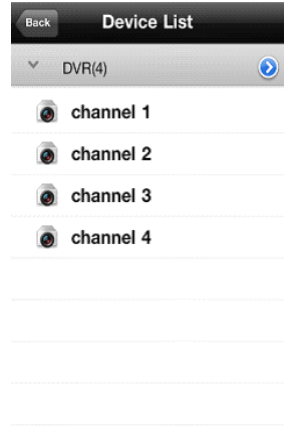 Back Device List
DVR(4)
channel 1
channel 2
channel 3
channel 4